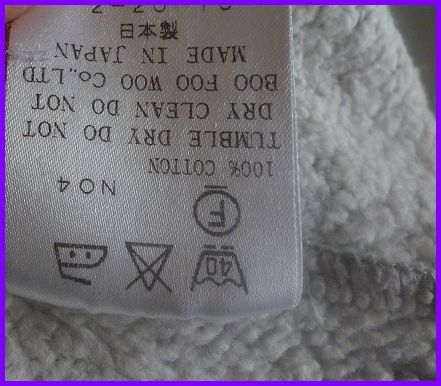 40
F
NO4
100% COTTON
TUMBLE DRY DO NOT
DRY CLEAN DO NOT
BOO FOO WOO Co.,LTD
MADE IN JAPAN
日本製